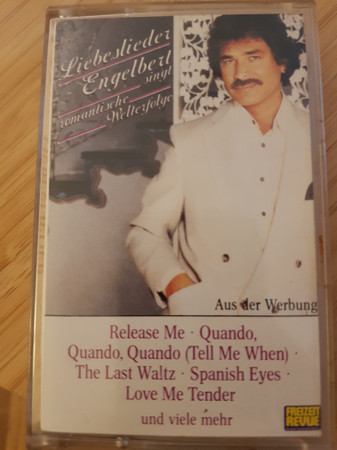 Liebeslieder
Engelbert
singt
romantische
Welterfolge
Aus der Werbung
Release Me · Quando,
Quando, Quando (Tell Me When) ·
The Last Waltz · Spanish Eyes ·
Love Me Tender
und viele mehr
FREIZEIT
REVUE